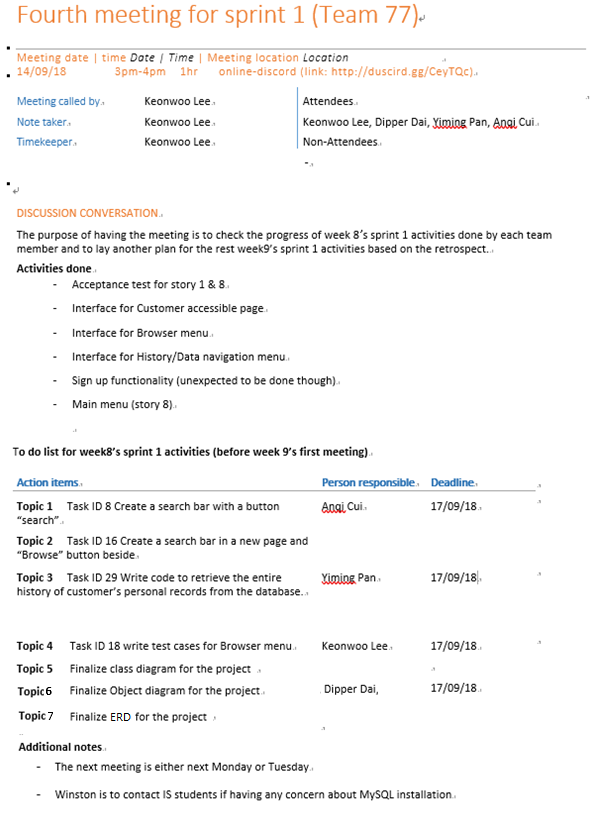 Fourth meeting for sprint 1 (Team 77)
Meeting date | time Date | Time | Meeting location Location
14/09/18 3pm-4pm 1hr online-discord (link: http://duscird.gg/CeyTQc)
Meeting called by Keonwoo Lee Attendees
Note taker Keonwoo Lee Keonwoo Lee, Dipper Dai, Yiming Pan, Anqi Cui
Timekeeper Keonwoo Lee Non-Attendees
-
DISCUSSION CONVERSATION
The purpose of having the meeting is to check the progress of week 8's sprint 1 activities done by each team
member and to lay another plan for the rest week9's sprint 1 activities based on the retrospect.
Activities done
- Acceptance test for story 1 & 8
- Interface for Customer accessible page
- Interface for Browser menu
- Interface for History/Data navigation menu
- Sign up functionality (unexpected to be done though)
- Main menu (story 8)
To do list for week8's sprint 1 activities (before week 9's first meeting)
Action items Person responsible Deadline
Topic 1 Task ID 8 Create a search bar with a button Anqi Cui 17/09/18
"search"
Topic 2 Task ID 16 Create a search bar in a new page and
"Browse" button beside
Topic 3 Task ID 29 Write code to retrieve the entire Yiming Pan 17/09/18
history of customer's personal records from the database.
Topic 4 Task ID 18 write test cases for Browser menu Keonwoo Lee 17/09/18
Topic 5 Finalize class diagram for the project
Topic6 Finalize Object diagram for the project Dipper Dai, 17/09/18
Topic7 Finalize ERD for the project
Additional notes
- The next meeting is either next Monday or Tuesday
- Winston is to contact IS students if having any concern about MySQL installation